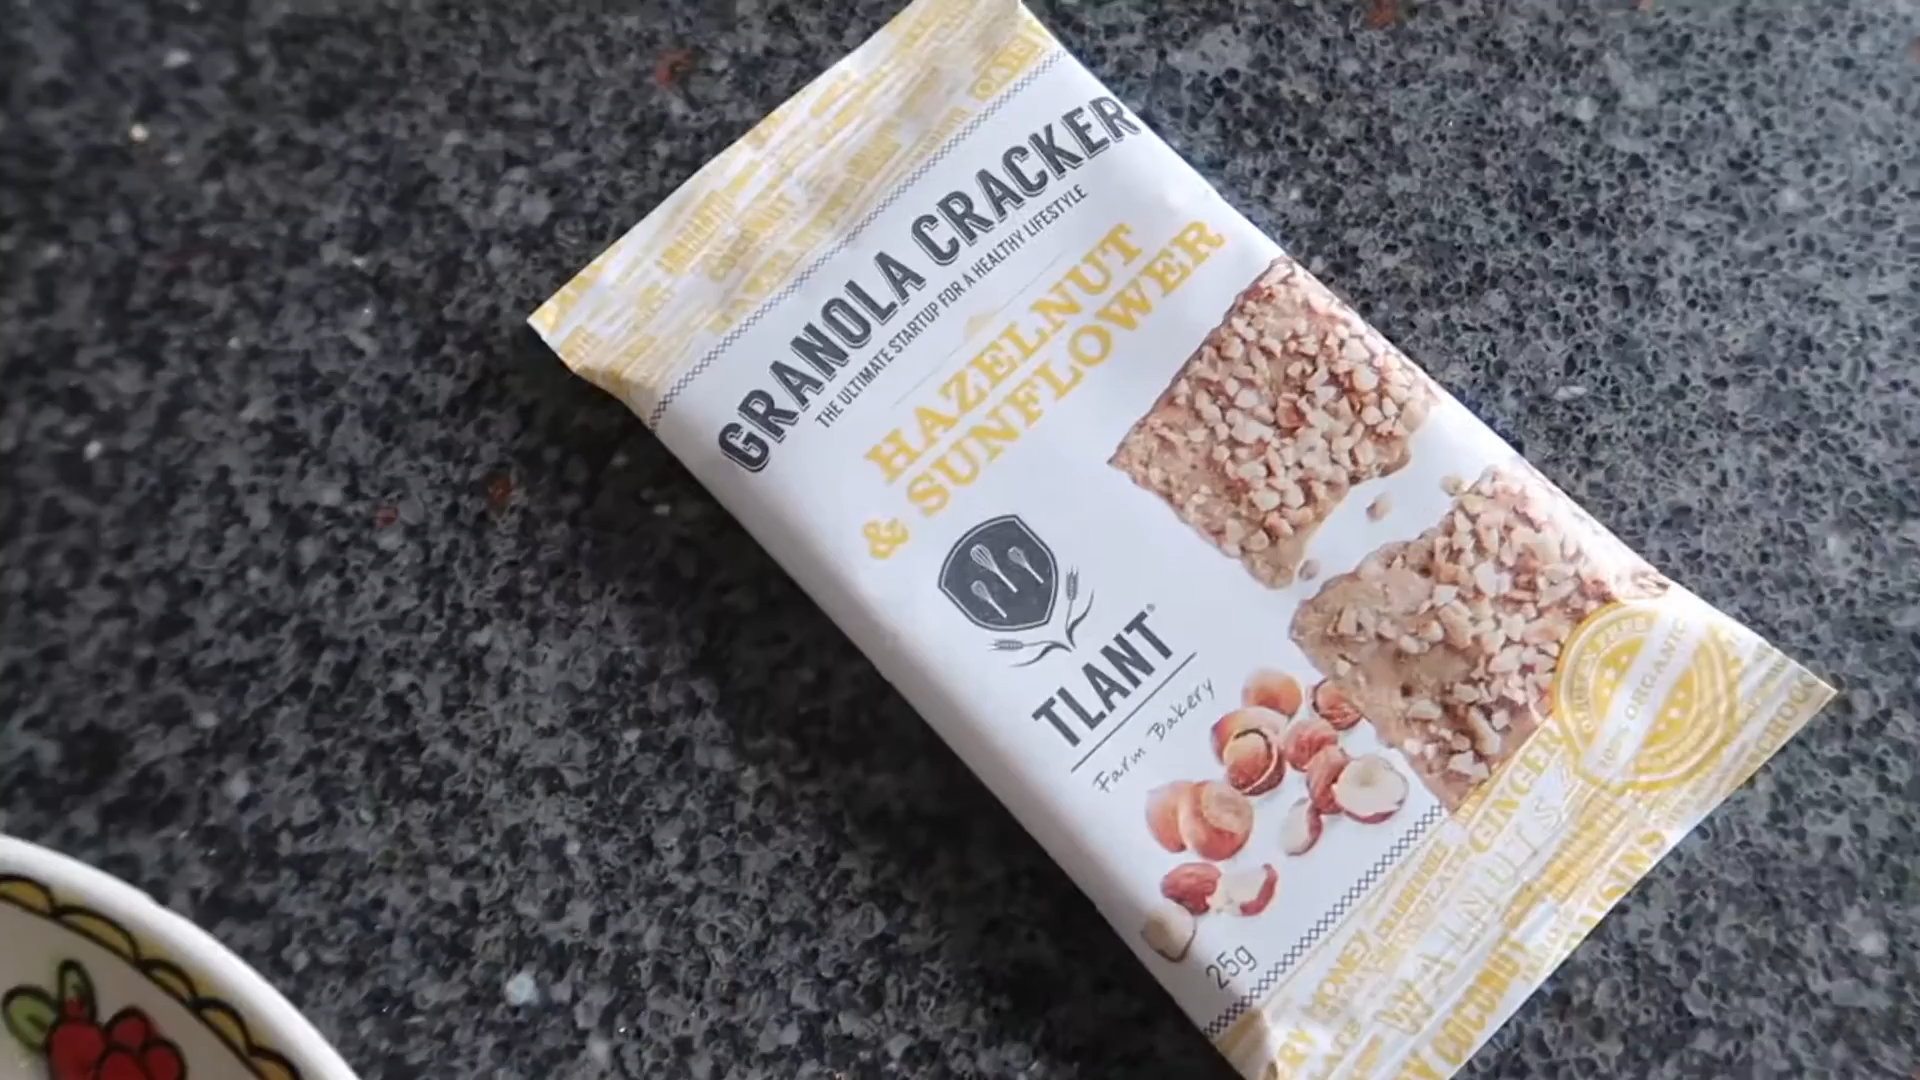 GRANOLA CRACKER
THE ULTIMATE STARTUP FOR A HEALTHY LIFESTYLE
HAZELNUT
& SUNFLOWER
TLANT®
Farm Bakery
25g
100% ORGANIC
GINGER
HONEY
WALNUTS
COCONUT